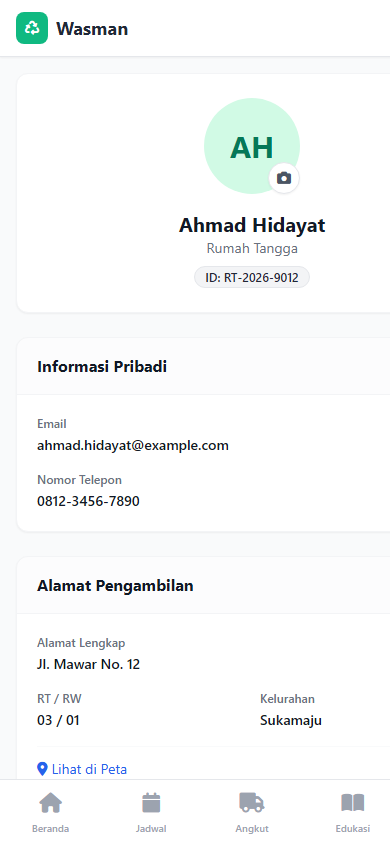 Wasman
AH
Ahmad Hidayat
Rumah Tangga
ID: RT-2026-9012
Informasi Pribadi
Email
ahmad.hidayat@example.com
Nomor Telepon
0812-3456-7890
Alamat Pengambilan
Alamat Lengkap
Jl. Mawar No. 12
RT / RW Kelurahan
03 / 01 Sukamaju
Lihat di Peta
Beranda Jadwal Angkut Edukasi